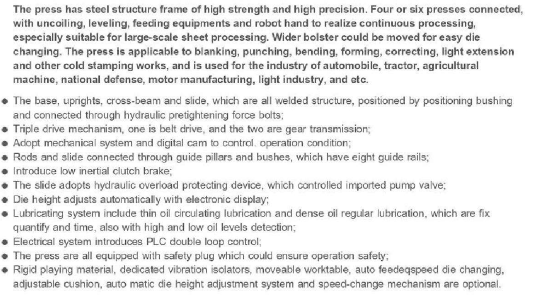 The press has steel structure frame of high strength and high precision. Four or six presses connected,
with uncoiling, leveling, feeding equipments and robot hand to realize continuous processing,
especially suitable for large-scale sheet processing. Wider bolster could be moved for easy die
changing. The press is applicable to blanking, punching, bending, forming, correcting, light extension
and other cold stamping works, and is used for the industry of automobile, tractor, agricultural
machine, national defense, motor manufacturing, light industry, and etc.
● The base, uprights, cross-beam and slide, which are all welded structure, positioned by positioning bushing
and connected through hydraulic pretightening force bolts;
● Triple drive mechanism, one is belt drive, and the two are gear transmission;
● Adopt mechanical system and digital cam to control. operation condition;
● Rods and slide connected through guide pillars and bushes, which have eight guide rails;
● Introduce low inertial clutch brake;
● The slide adopts hydraulic overload protecting device, which controlled imported pump valve;
● Die height adjusts automatically with electronic display;
● Lubricating system include thin oil circulating lubrication and dense oil regular lubrication, which are fix
quantify and time, also with high and low oil levels detection;
● Electrical system introduces PLC double loop control;
● The press are all equipped with safety plug which could ensure operation safety;
● Rigid playing material, dedicated vibration isolators, moveable worktable, auto feedeqspeed die changing,
adjustable cushion, auto matic die height adjustment system and speed-change mechanism are optional.